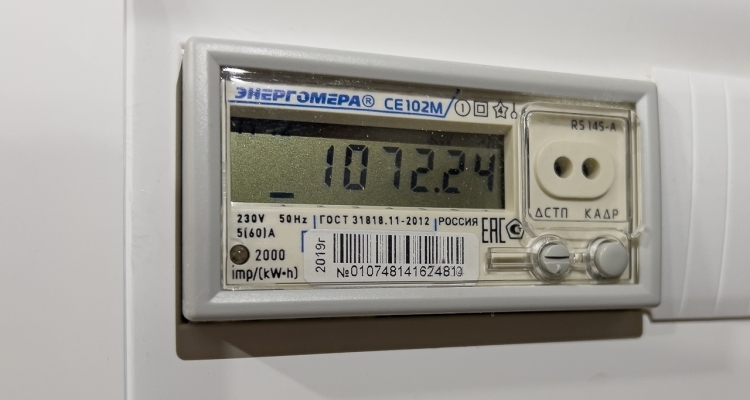 ЭНЕРГОМЕРА® CE102M
RS 145-A
1072.24
ДСТП КАДР
230V 50Hz ГОСТ 31818.11-2012 РОССИЯ ЕАС
5(60)A
2000
imp/(kW•h)
2019г